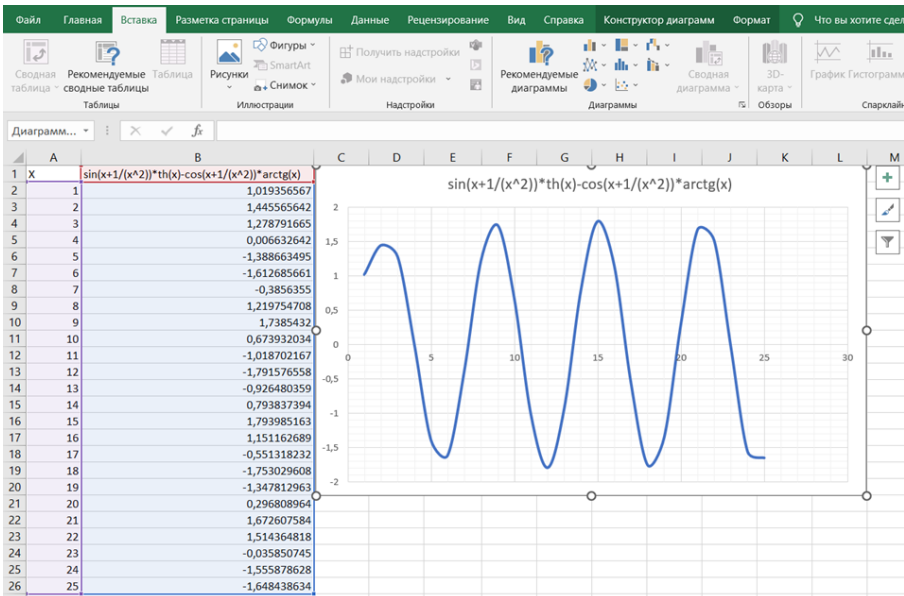 Файл Главная Вставка Разметка страницы Формулы Данные Рецензирование Вид Справка Конструктор диаграмм Формат Что вы хотите сдел
Сводная таблица
Рекомендуемые сводные таблицы
Таблица
Таблицы
Рисунки
Фигуры
SmartArt
Снимок
Иллюстрации
Получить надстройки
Мои надстройки
Надстройки
Рекомендуемые диаграммы
Сводная диаграмма
Диаграммы
3D-карта
Обзоры
График Гистограмм
Спарклайн
Диаграмм... fx
A B C D E F G H I J K L M
1 X sin(x+1/(x^2))*th(x)-cos(x+1/(x^2))*arctg(x)
2 1 1,019356567
3 2 1,445565642
4 3 1,278791665
5 4 0,006632642
6 5 -1,388663495
7 6 -1,612685661
8 7 -0,3856355
9 8 1,219754708
10 9 1,7385432
11 10 0,673932034
12 11 -1,018702167
13 12 -1,791576558
14 13 -0,926480359
15 14 0,793837394
16 15 1,793985163
17 16 1,151162689
18 17 -0,551318232
19 18 -1,753029608
20 19 -1,347812963
21 20 0,296808964
22 21 1,672607584
23 22 1,514364818
24 23 -0,035850745
25 24 -1,555878628
26 25 -1,648438634
sin(x+1/(x^2))*th(x)-cos(x+1/(x^2))*arctg(x)
2
1,5
1
0,5
0
-0,5
-1
-1,5
-2
0 5 10 15 20 25 30